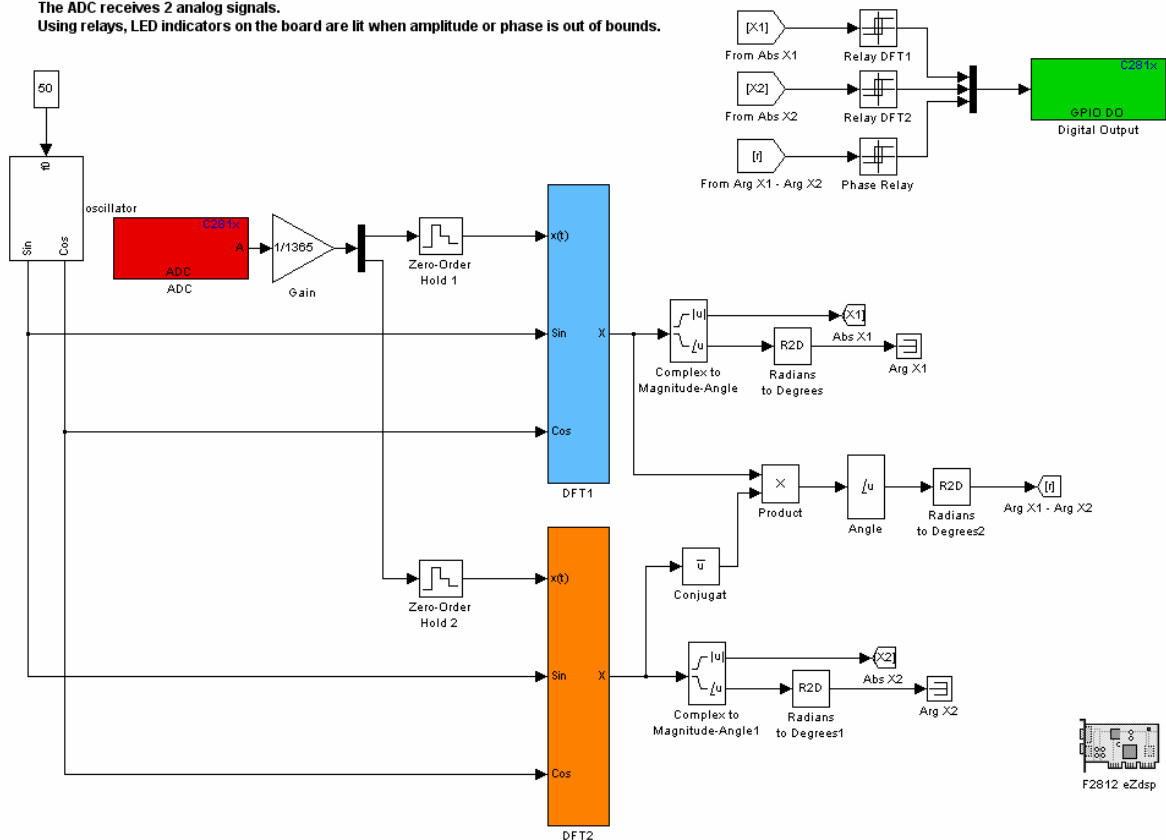 The ADC receives 2 analog signals.
Using relays, LED indicators on the board are lit when amplitude or phase is out of bounds.
[X1]
From Abs X1
Relay DFT1
[X2]
From Abs X2
Relay DFT2
[r]
From Arg X1 - Arg X2
Phase Relay
C281x
GPIO DO
Digital Output
50
f0
oscillator
Sin
Cos
C281x
A
ADC
ADC
1/1365
Gain
Zero-Order
Hold 1
x(t)
Sin
X
Cos
DFT1
|u|
∠u
Complex to
Magnitude-Angle
[X1]
Abs X1
R2D
Radians
to Degrees
Arg X1
×
Product
∠u
Angle
R2D
Radians
to Degrees2
[r]
Arg X1 - Arg X2
u
Conjugat
Zero-Order
Hold 2
x(t)
Sin
X
Cos
DFT2
|u|
∠u
Complex to
Magnitude-Angle1
[X2]
Abs X2
R2D
Radians
to Degrees1
Arg X2
F2812 eZdsp